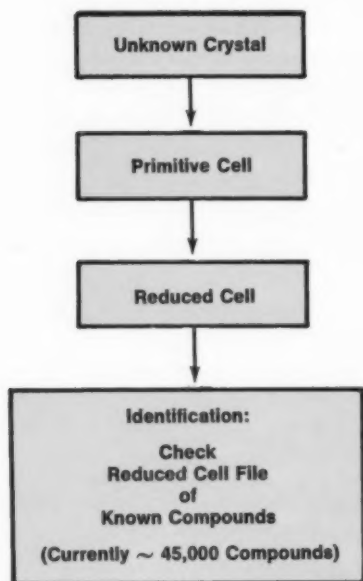 Unknown Crystal
Primitive Cell
Reduced Cell
Identification:
Check
Reduced Cell File
of
Known Compounds
(Currently ~ 45,000 Compounds)